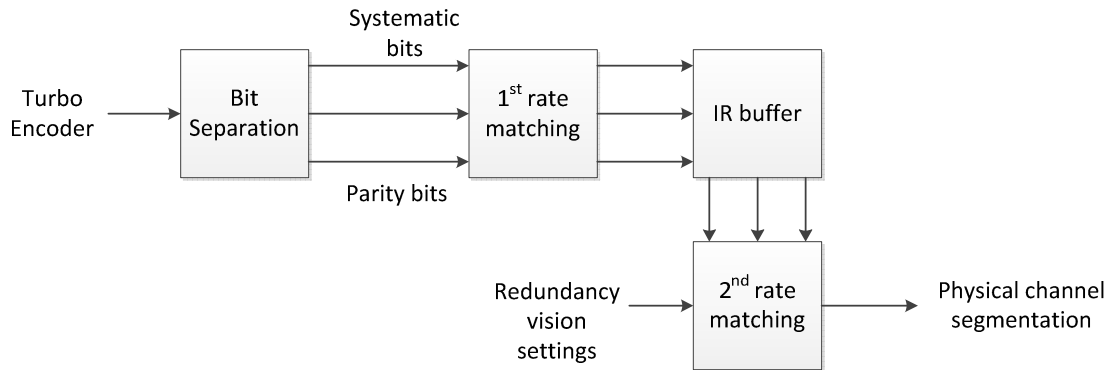 Systematic
bits
Turbo
Encoder
Bit
Separation
1st rate
matching
IR buffer
Parity bits
Redundancy
vision
settings
2nd rate
matching
Physical channel
segmentation